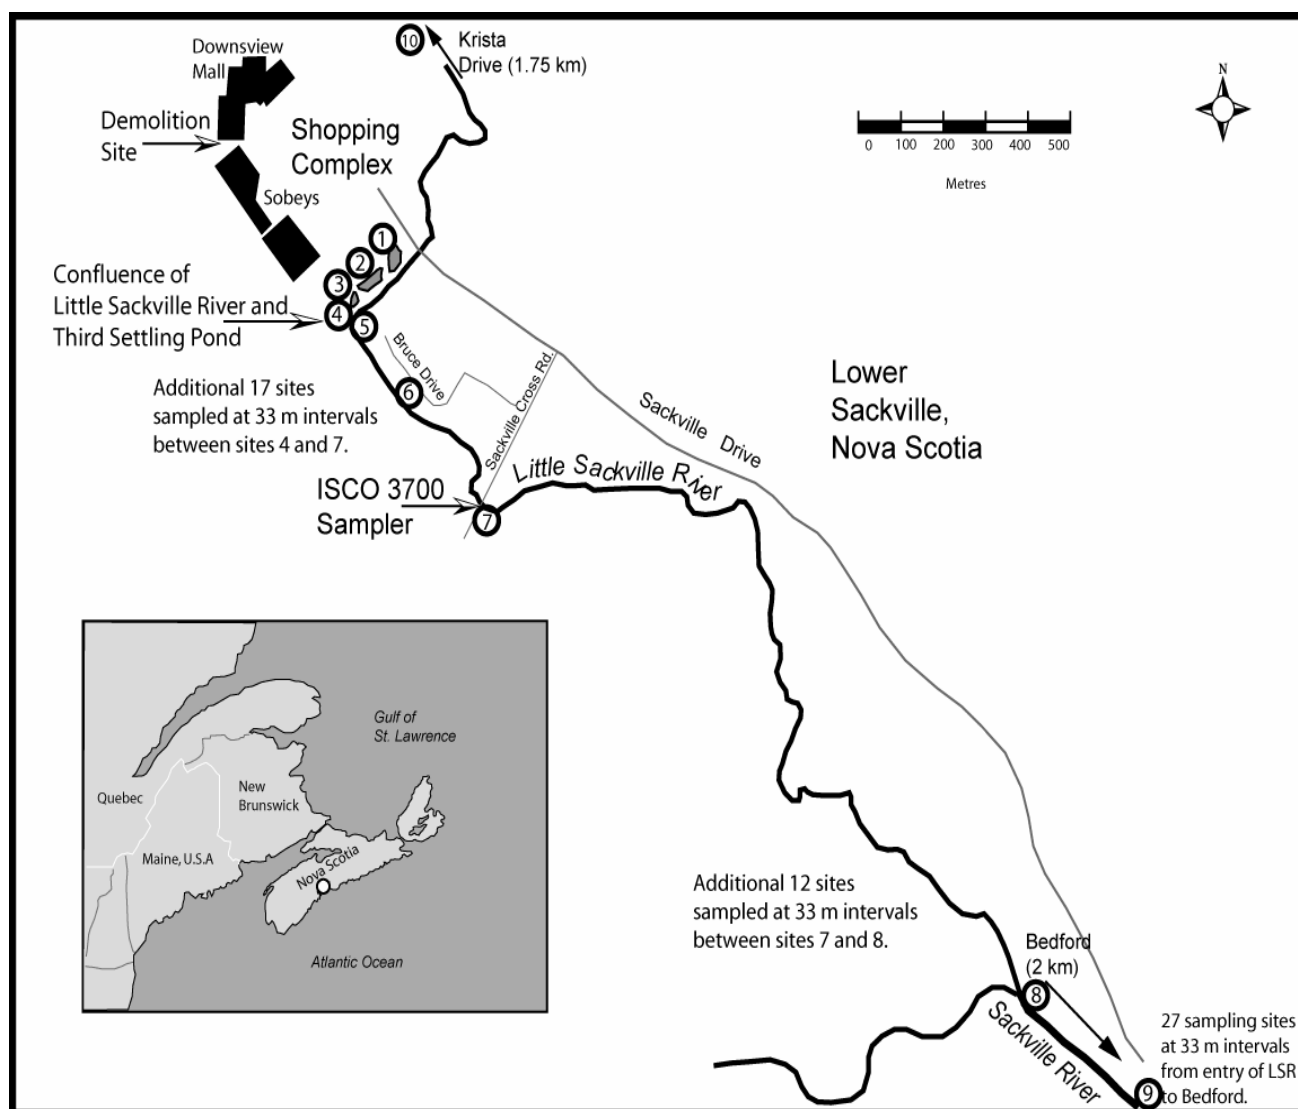 Downsview
Mall
10
Krista
Drive (1.75 km)
N
Demolition
Site
Shopping
Complex
0 100 200 300 400 500
Metres
Sobeys
1
2
3
4
5
Confluence of
Little Sackville River and
Third Settling Pond
Bruce Drive
6
Additional 17 sites
sampled at 33 m intervals
between sites 4 and 7.
Sackville Cross Rd.
Sackville Drive
Lower
Sackville,
Nova Scotia
Little Sackville River
ISCO 3700
Sampler
7
Gulf of
St. Lawrence
Quebec
New
Brunswick
Maine, U.S.A
Nova Scotia
Atlantic Ocean
Additional 12 sites
sampled at 33 m intervals
between sites 7 and 8.
Bedford
(2 km)
8
Sackville River
9
27 sampling sites
at 33 m intervals
from entry of LSR
to Bedford.